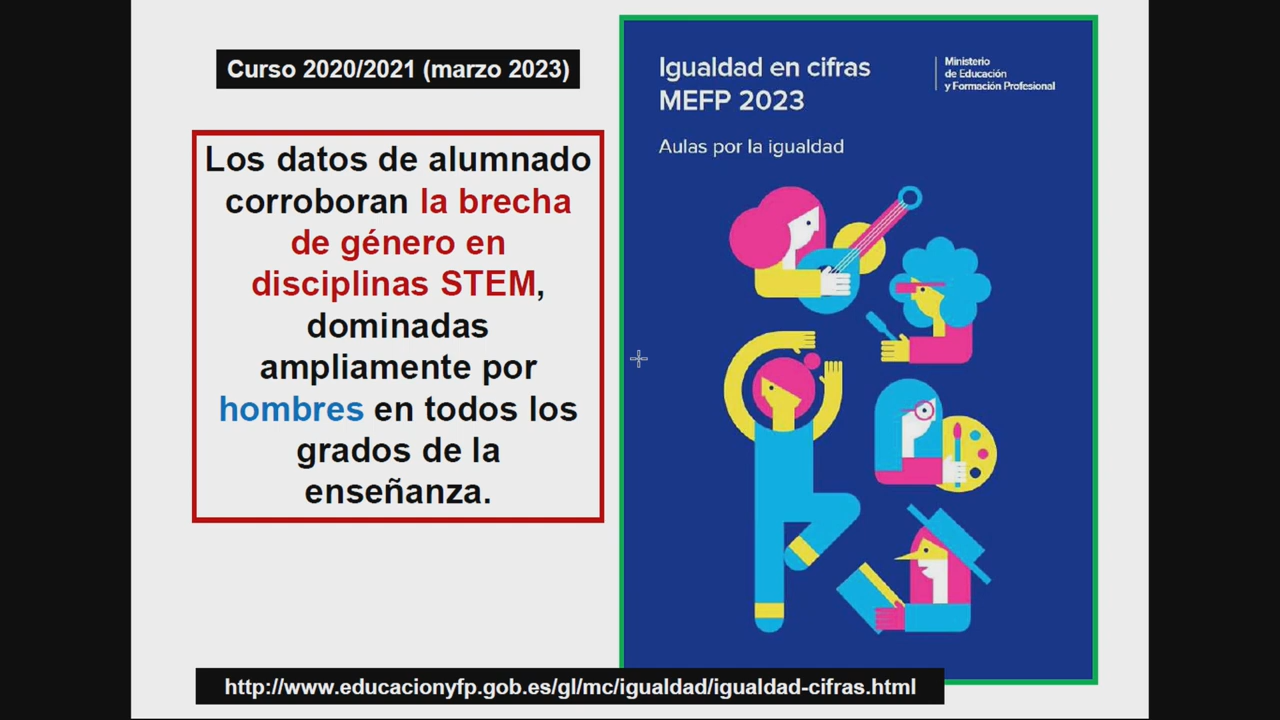 Curso 2020/2021 (marzo 2023)
Los datos de alumnado
corroboran la brecha
de género en
disciplinas STEM,
dominadas
ampliamente por
hombres en todos los
grados de la
enseñanza.
Igualdad en cifras
MEFP 2023
Aulas por la igualdad
Ministerio
de Educación
y Formación Profesional
http://www.educacionyfp.gob.es/gl/mc/igualdad/igualdad-cifras.html